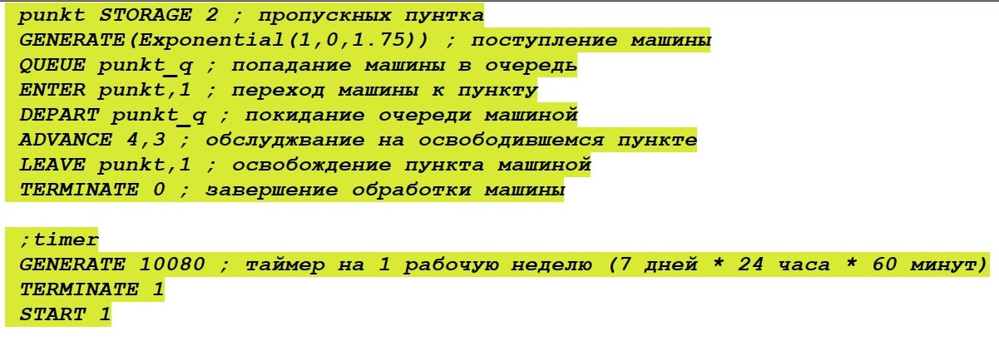 punkt STORAGE 2 ; пропускных пунтка
GENERATE(Exponential(1,0,1.75)) ; поступление машины
QUEUE punkt_q ; попадание машины в очередь
ENTER punkt,1 ; переход машины к пункту
DEPART punkt_q ; покидание очереди машиной
ADVANCE 4,3 ; обслуджвание на освободившемся пункте
LEAVE punkt,1 ; освобождение пункта машиной
TERMINATE 0 ; завершение обработки машины
;timer
GENERATE 10080 ; таймер на 1 рабочую неделю (7 дней * 24 часа * 60 минут)
TERMINATE 1
START 1